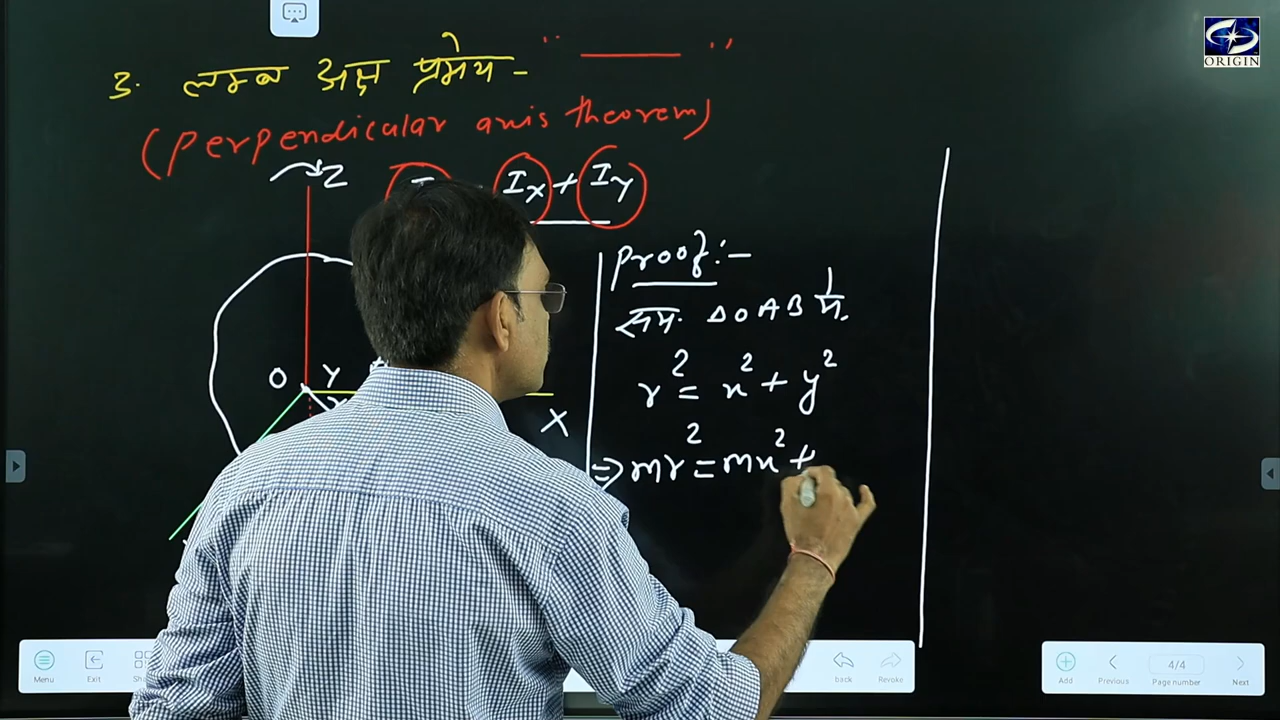 3. लम्ब अक्ष प्रमेय - " ——— "
(Perpendicular axis theorem)
Z
Ix + Iy
Proof :-
सम. ΔOAB में.
r² = x² + y²
O
Y
X
⇒ mr² = mx² +
ORIGIN
Menu
Exit
back
Revoke
Add
Previous
4/4
Page number
Next